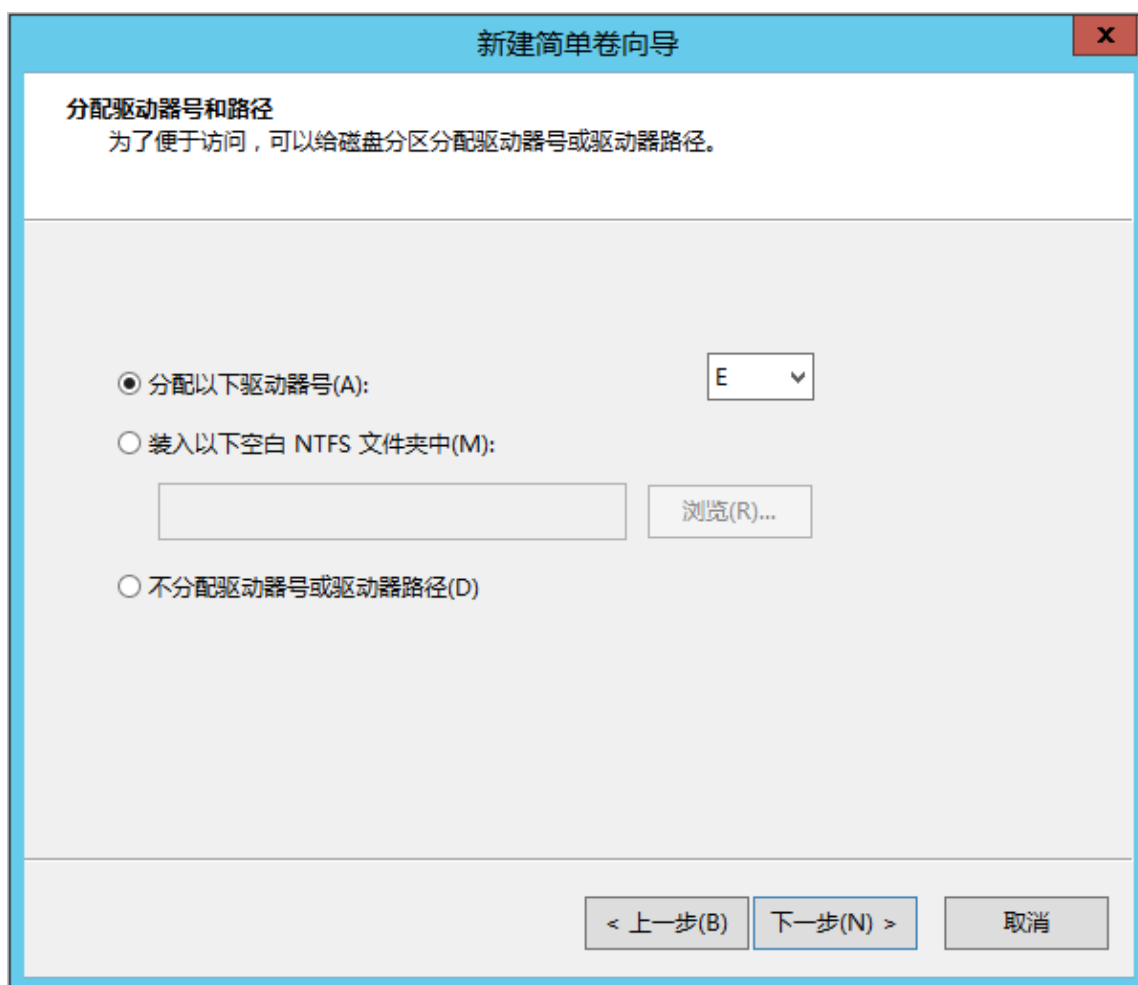 新建简单卷向导
x
分配驱动器号和路径
为了便于访问，可以给磁盘分区分配驱动器号或驱动器路径。
分配以下驱动器号(A):
E
装入以下空白 NTFS 文件夹中(M):
浏览(R)...
不分配驱动器号或驱动器路径(D)
< 上一步(B)
下一步(N) >
取消